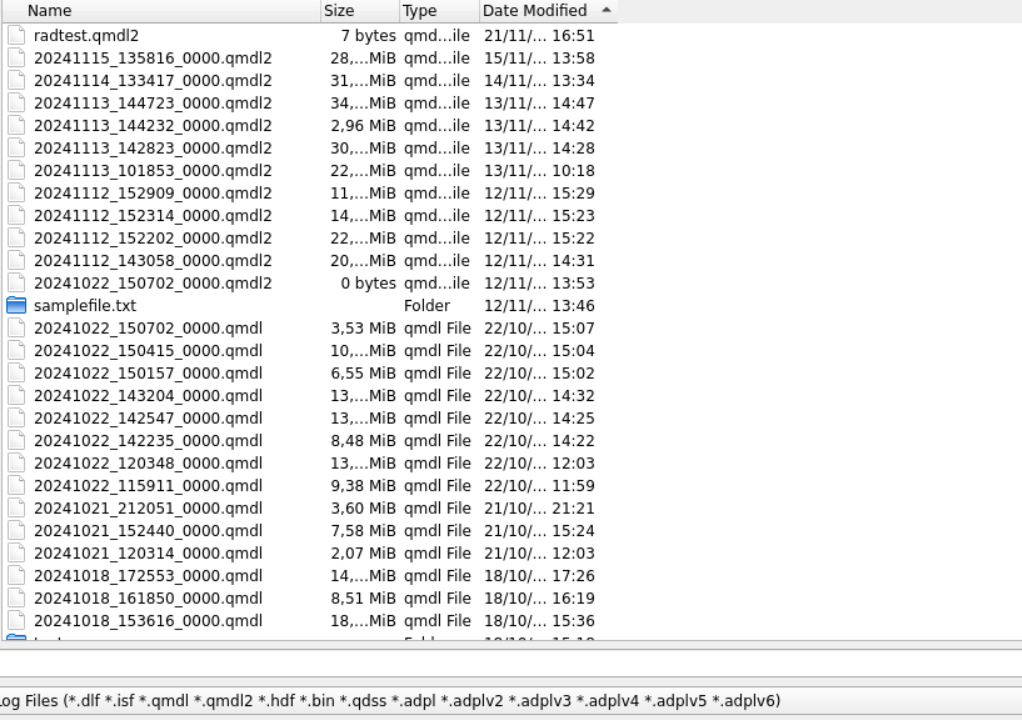 Name Size Type Date Modified
radtest.qmdl2 7 bytes qmd...ile 21/11/... 16:51
20241115_135816_0000.qmdl2 28,...MiB qmd...ile 15/11/... 13:58
20241114_133417_0000.qmdl2 31,...MiB qmd...ile 14/11/... 13:34
20241113_144723_0000.qmdl2 34,...MiB qmd...ile 13/11/... 14:47
20241113_144232_0000.qmdl2 2,96 MiB qmd...ile 13/11/... 14:42
20241113_142823_0000.qmdl2 30,...MiB qmd...ile 13/11/... 14:28
20241113_101853_0000.qmdl2 22,...MiB qmd...ile 13/11/... 10:18
20241112_152909_0000.qmdl2 11,...MiB qmd...ile 12/11/... 15:29
20241112_152314_0000.qmdl2 14,...MiB qmd...ile 12/11/... 15:23
20241112_152202_0000.qmdl2 22,...MiB qmd...ile 12/11/... 15:22
20241112_143058_0000.qmdl2 20,...MiB qmd...ile 12/11/... 14:31
20241022_150702_0000.qmdl2 0 bytes qmd...ile 12/11/... 13:53
samplefile.txt Folder 12/11/... 13:46
20241022_150702_0000.qmdl 3,53 MiB qmdl File 22/10/... 15:07
20241022_150415_0000.qmdl 10,...MiB qmdl File 22/10/... 15:04
20241022_150157_0000.qmdl 6,55 MiB qmdl File 22/10/... 15:02
20241022_143204_0000.qmdl 13,...MiB qmdl File 22/10/... 14:32
20241022_142547_0000.qmdl 13,...MiB qmdl File 22/10/... 14:25
20241022_142235_0000.qmdl 8,48 MiB qmdl File 22/10/... 14:22
20241022_120348_0000.qmdl 13,...MiB qmdl File 22/10/... 12:03
20241022_115911_0000.qmdl 9,38 MiB qmdl File 22/10/... 11:59
20241021_212051_0000.qmdl 3,60 MiB qmdl File 21/10/... 21:21
20241021_152440_0000.qmdl 7,58 MiB qmdl File 21/10/... 15:24
20241021_120314_0000.qmdl 2,07 MiB qmdl File 21/10/... 12:03
20241018_172553_0000.qmdl 14,...MiB qmdl File 18/10/... 17:26
20241018_161850_0000.qmdl 8,51 MiB qmdl File 18/10/... 16:19
20241018_153616_0000.qmdl 18,...MiB qmdl File 18/10/... 15:36
Files (*.dlf *.isf *.qmdl *.qmdl2 *.hdf *.bin *.qdss *.adpl *.adplv2 *.adplv3 *.adplv4 *.adplv5 *.adplv6)